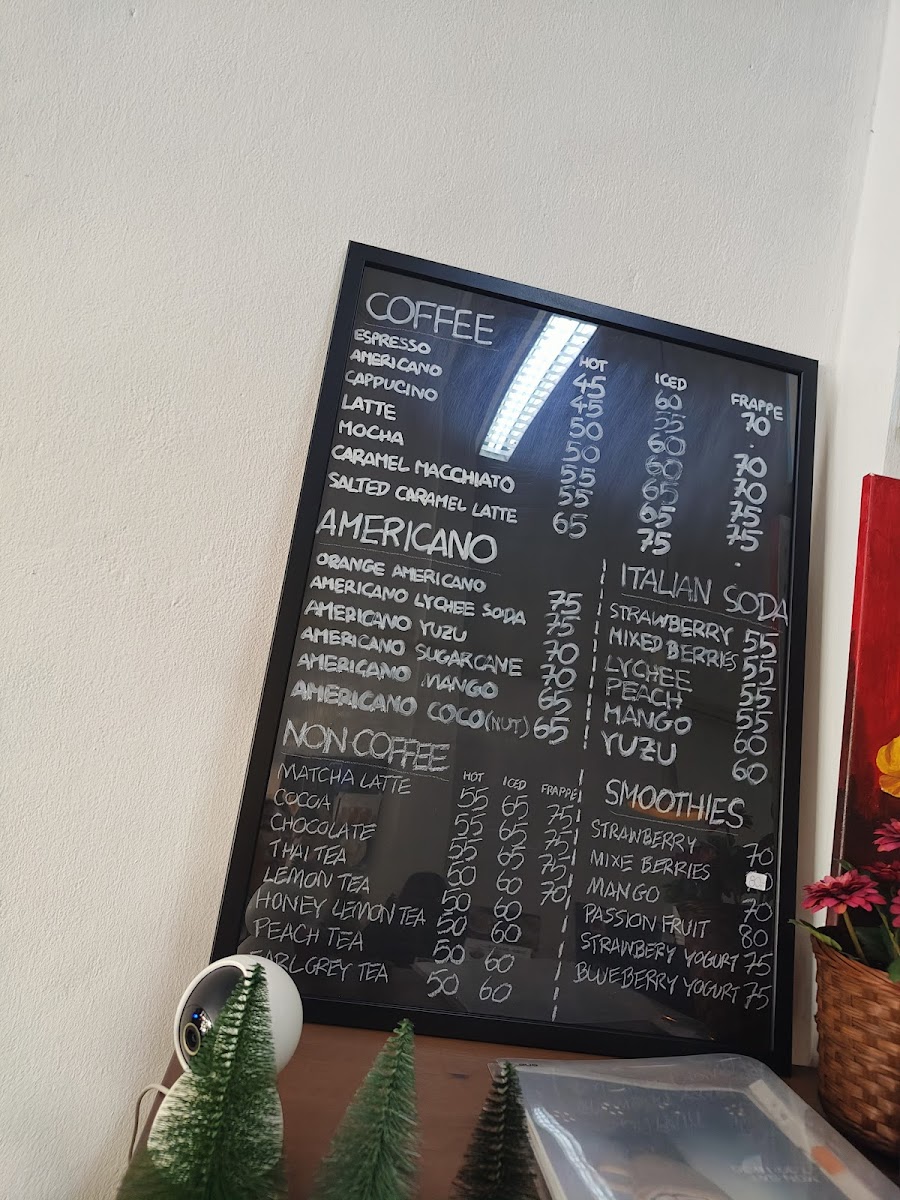 COFFEE
HOT ICED FRAPPE
ESPRESSO 45 60 70
AMERICANO 45 55 .
CAPPUCINO 50 60 70
LATTE 50 60 70
MOCHA 55 65 75
CARAMEL MACCHIATO 55 65 75
SALTED CARAMEL LATTE 65 75 .
AMERICANO
ORANGE AMERICANO 75
AMERICANO LYCHEE SODA 75
AMERICANO YUZU 70
AMERICANO SUGARCANE 70
AMERICANO MANGO 65
AMERICANO COCO(NUT) 65
ITALIAN SODA
STRAWBERRY 55
MIXED BERRIES 55
LYCHEE 55
PEACH 55
MANGO 60
YUZU 60
NON COFFEE
HOT ICED FRAPPE
MATCHA LATTE 55 65 75
COCOA 55 65 75
CHOCOLATE 55 65 75
THAI TEA 50 60 70
LEMON TEA 50 60
HONEY LEMON TEA 50 60
PEACH TEA 50 60
EARL GREY TEA 50 60
SMOOTHIES
STRAWBERRY 70
MIXE BERRIES
MANGO 70
PASSION FRUIT 80
STRAWBERY YOGURT 75
BLUEBERRY YOGURT 75